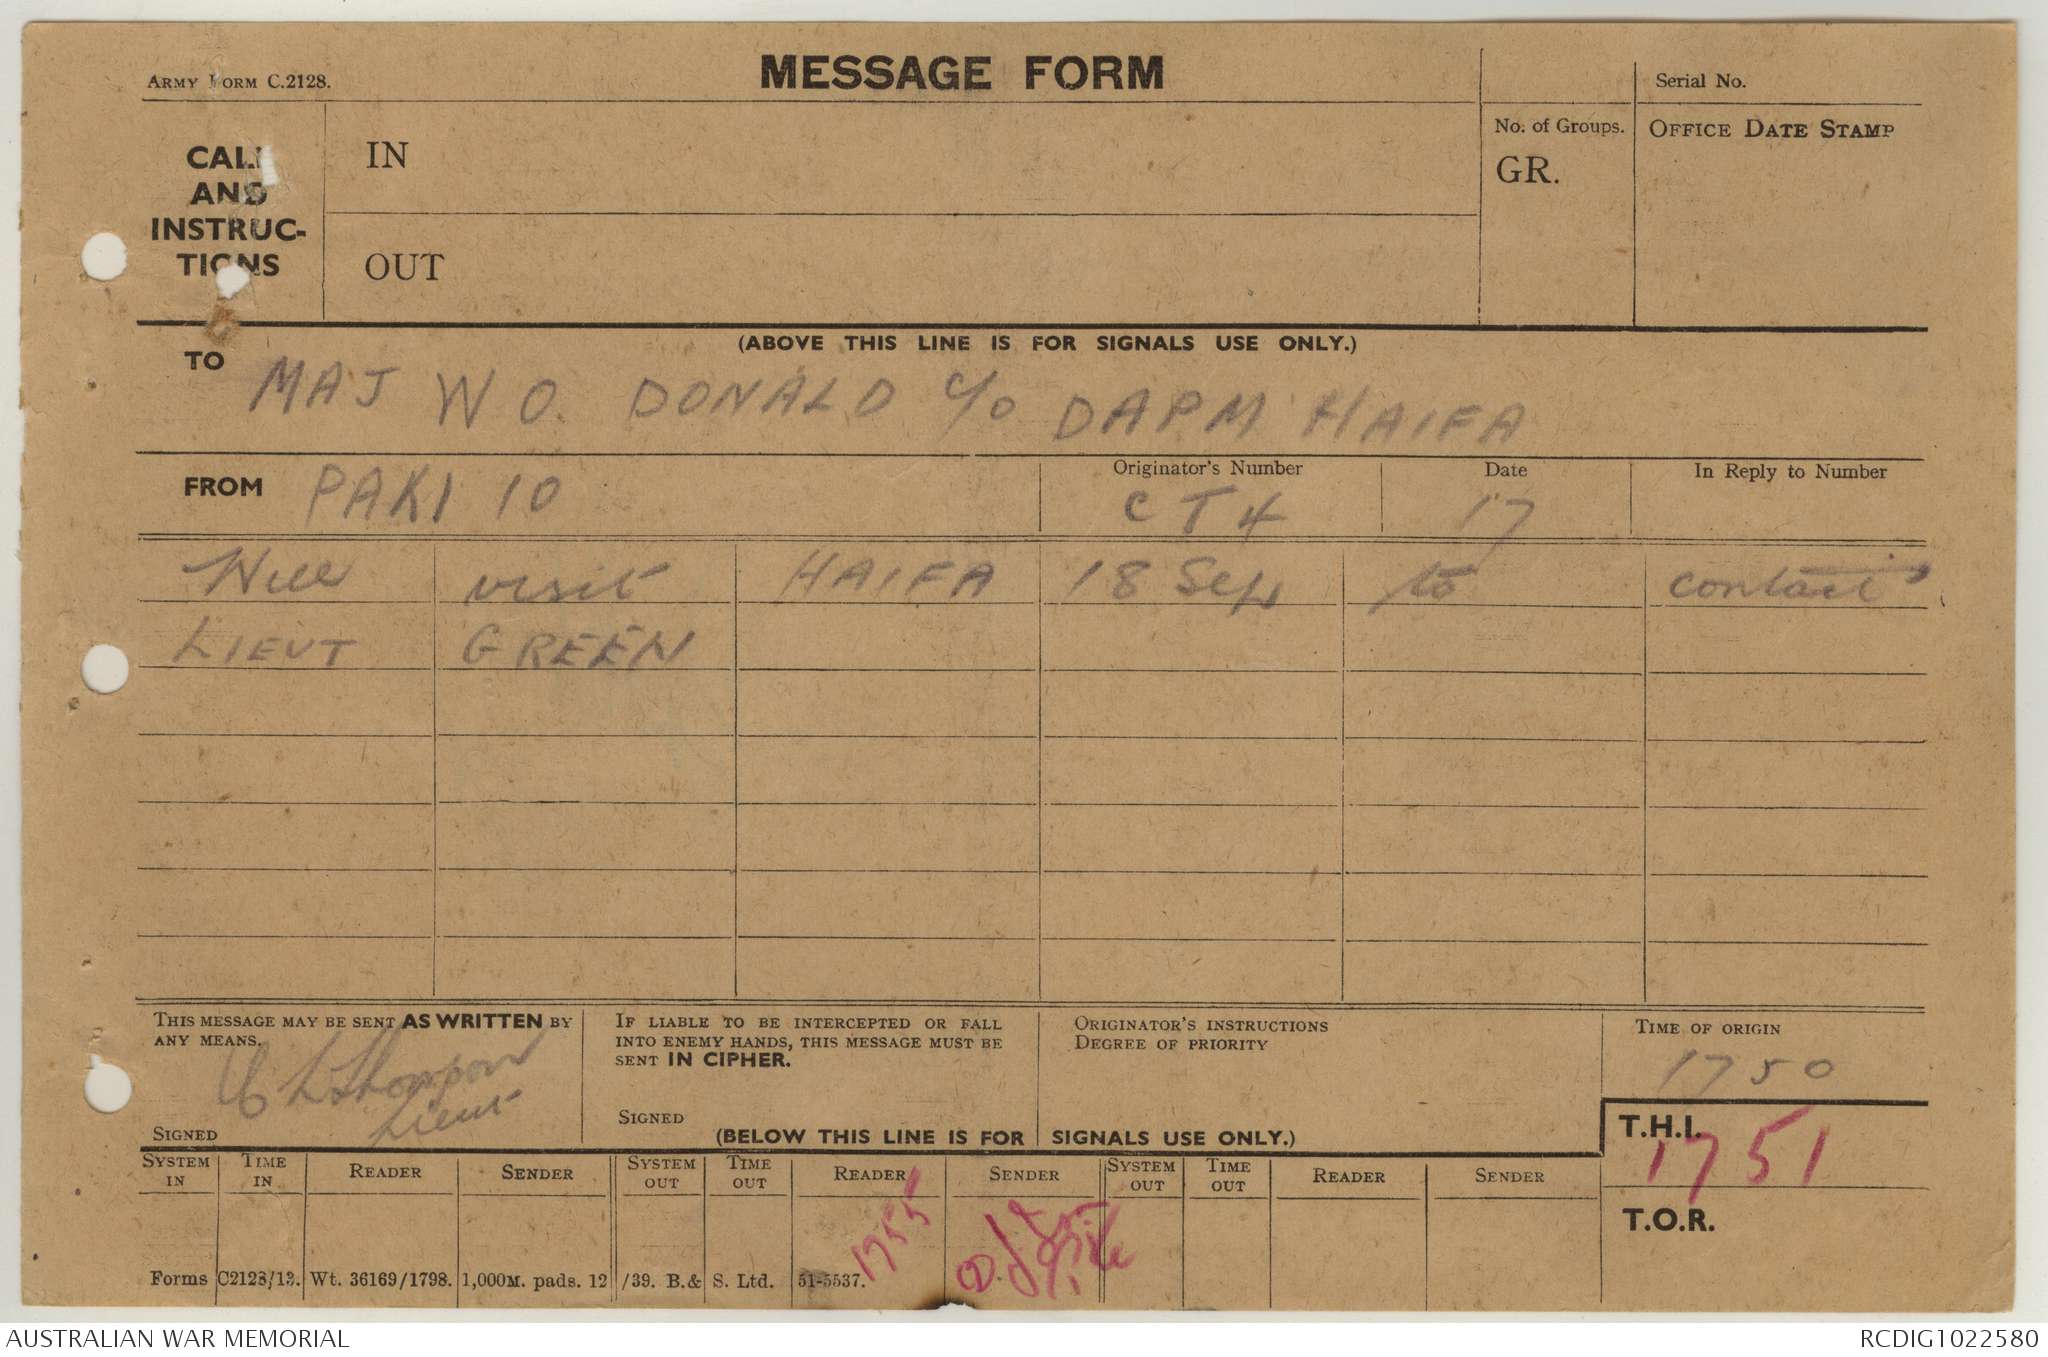 ARMY FORM C.2128.
MESSAGE FORM
Serial No.
CALL AND INSTRUC-TIONS
IN
OUT
No. of Groups.
GR.
OFFICE DATE STAMP
(ABOVE THIS LINE IS FOR SIGNALS USE ONLY.)
TO MAJ W O. DONALD C/O DAPM HAIFA
FROM PAKI 10
Originator's Number
CT4
Date
17
In Reply to Number
Will visit HAIFA 18 Sep to contact
LIEUT GREEN
THIS MESSAGE MAY BE SENT AS WRITTEN BY
ANY MEANS.
Lieut
SIGNED
IF LIABLE TO BE INTERCEPTED OR FALL
INTO ENEMY HANDS, THIS MESSAGE MUST BE
SENT IN CIPHER.
SIGNED
ORIGINATOR'S INSTRUCTIONS
DEGREE OF PRIORITY
TIME OF ORIGIN
1750
(BELOW THIS LINE IS FOR SIGNALS USE ONLY.)
T.H.I.
1751
T.O.R.
SYSTEM IN TIME IN READER SENDER SYSTEM OUT TIME OUT READER SENDER SYSTEM OUT TIME OUT READER SENDER
1755
Forms C2128/13. Wt. 36169/1798. 1,000M. pads. 12/39. B.& S. Ltd. 51-5537.
AUSTRALIAN WAR MEMORIAL
RCDIG1022580